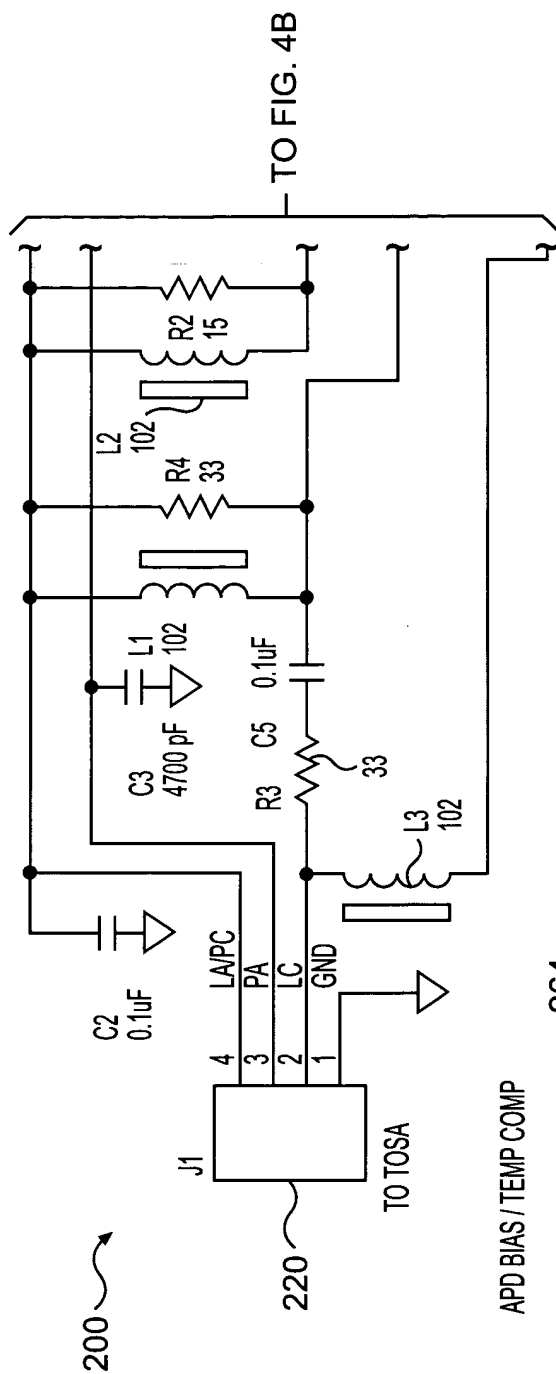 200
220
J1
TO TOSA
4
3
2
1
LA/PC
PA
LC
GND
C2
0.1uF
C3
4700 pF
L1
102
R4
33
L2
102
R2
15
R3
33
C5
0.1uF
L3
102
TO FIG. 4B
APD BIAS / TEMP COMP